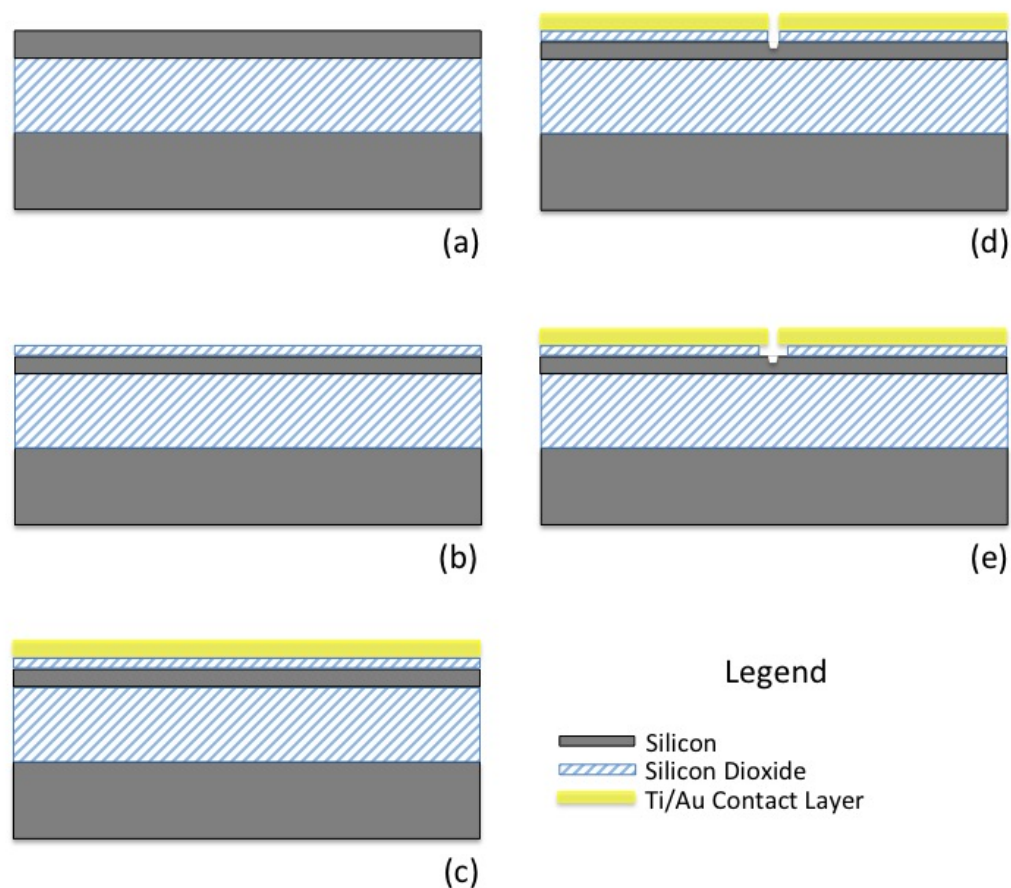 (a)
(b)
(c)
(d)
(e)
Legend
Silicon
Silicon Dioxide
Ti/Au Contact Layer